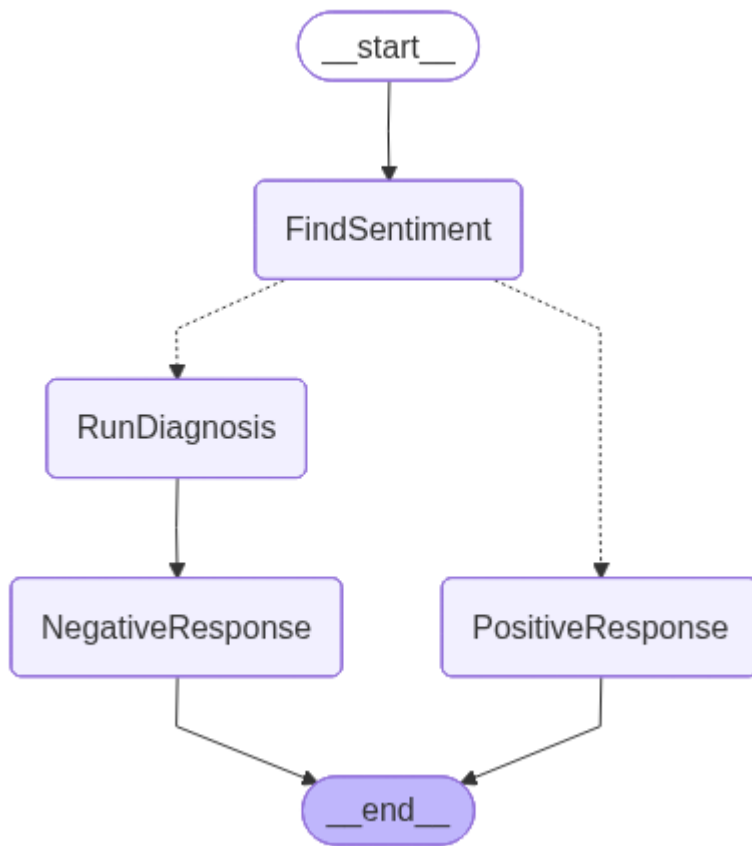 __start__
FindSentiment
RunDiagnosis
NegativeResponse
PositiveResponse
__end__